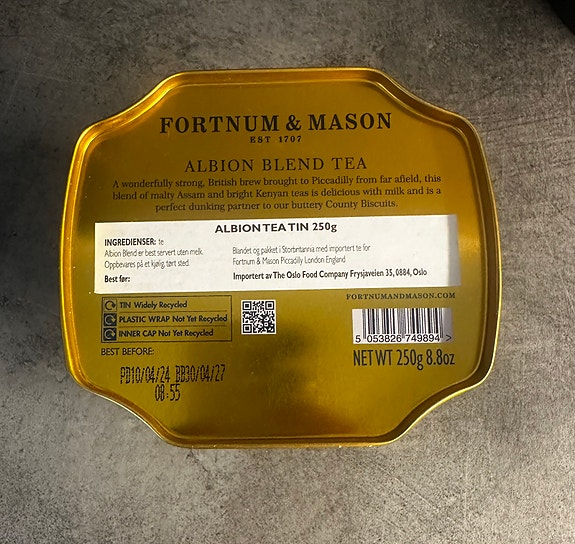 FORTNUM & MASON
EST 1707
ALBION BLEND TEA
A wonderfully strong, British brew brought to Piccadilly from far afield, this
blend of malty Assam and bright Kenyan teas is delicious with milk and is a
perfect dunking partner to our buttery County Biscuits.
ALBION TEA TIN 250g
INGREDIENSER: te
Albion Blend er best servert uten melk.
Oppbevares på et kjølig, tørt sted.
Best før:
Blandet og pakket i Storbritannia med importert te for
Fortnum & Mason Piccadilly London England
Importert av The Oslo Food Company Frysjaveien 35, 0884, Oslo
FORTNUMANDMASON.COM
TIN Widely Recycled
PLASTIC WRAP Not Yet Recycled
INNER CAP Not Yet Recycled
5 053826 749894 >
NET WT 250g 8.8oz
BEST BEFORE:
PD10/04/24 BB30/04/27
08:55